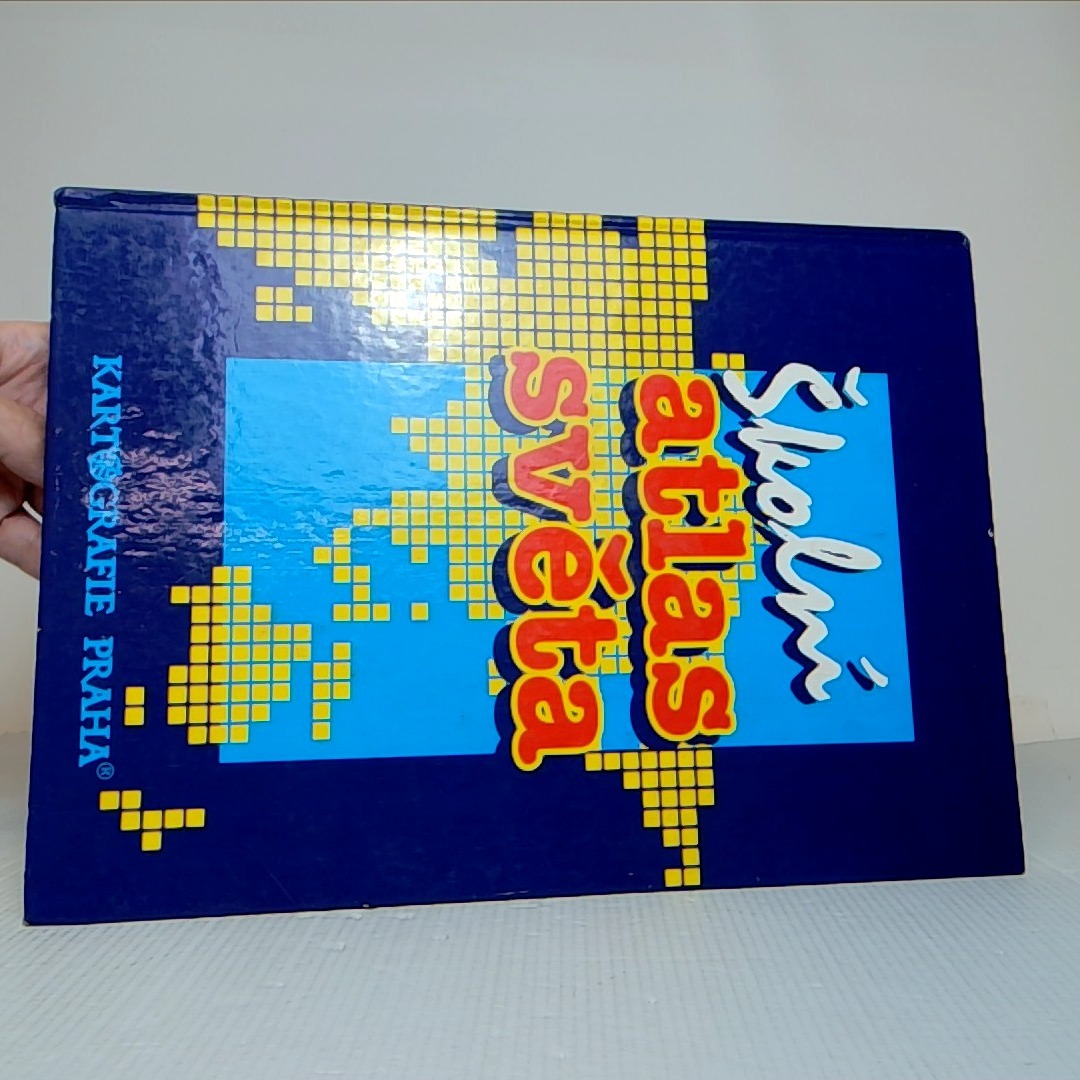 Školní
atlas
světa
KARTOGRAFIE PRAHA®